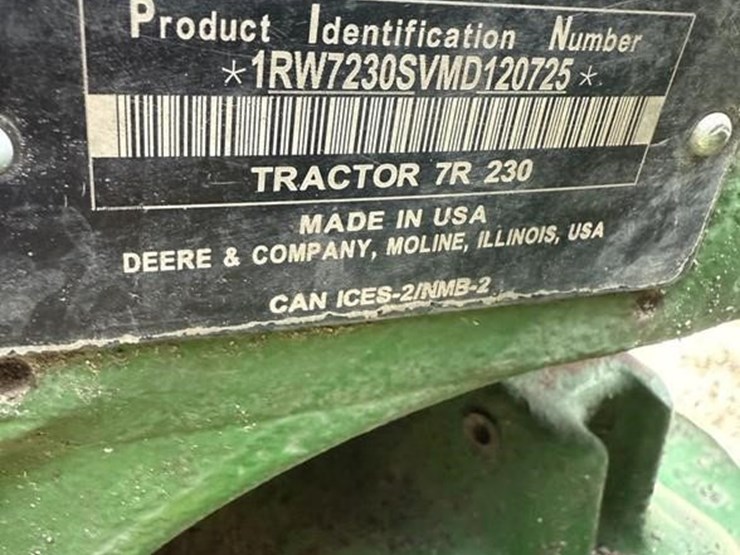 Product Identification Number
*1RW7230SVMD120725*
TRACTOR 7R 230
MADE IN USA
DEERE & COMPANY, MOLINE, ILLINOIS, USA
CAN ICES-2/NMB-2